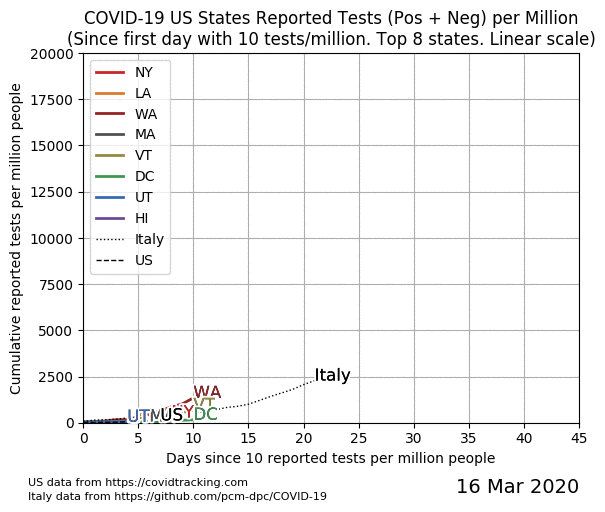 COVID-19 US States Reported Tests (Pos + Neg) per Million
(Since first day with 10 tests/million. Top 8 states. Linear scale)
Cumulative reported tests per million people
20000
17500
15000
12500
10000
7500
5000
2500
0
NY
LA
WA
MA
VT
DC
UT
HI
Italy
US
Italy
WA
VT
UT
US
DC
0 5 10 15 20 25 30 35 40 45
Days since 10 reported tests per million people
US data from https://covidtracking.com
Italy data from https://github.com/pcm-dpc/COVID-19
16 Mar 2020